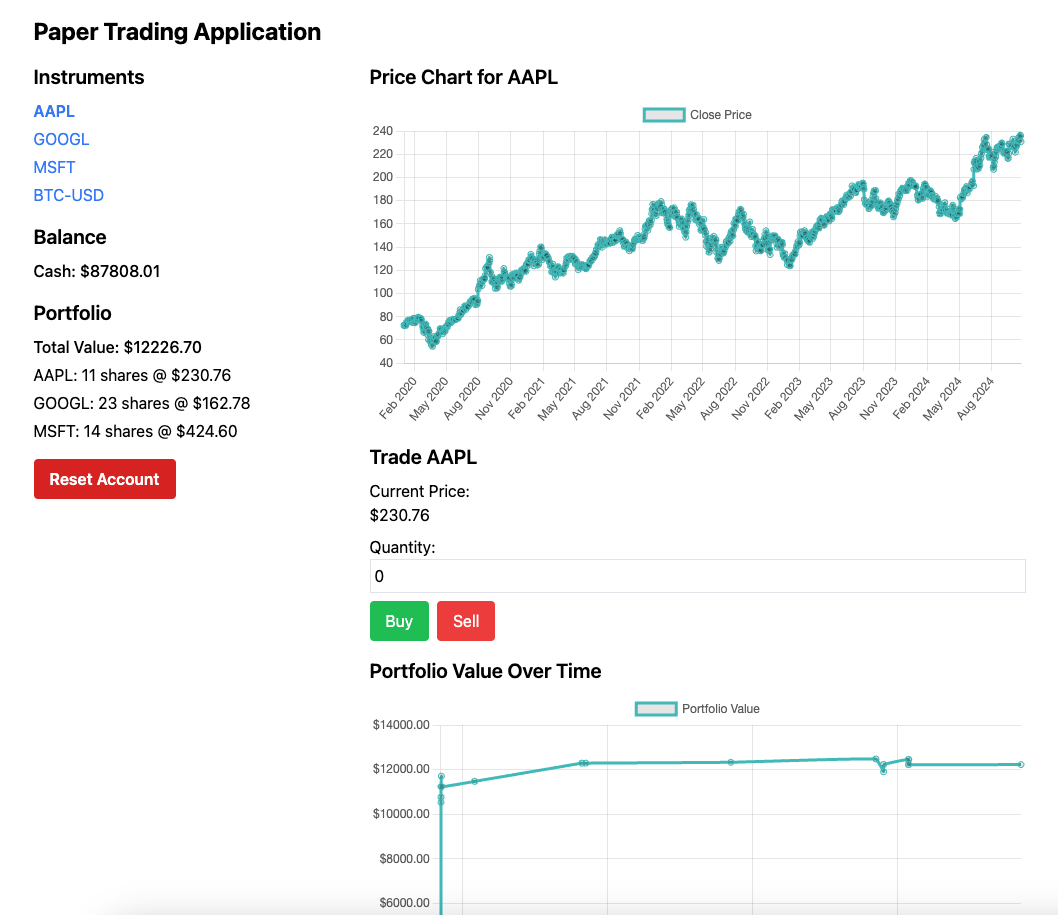 Paper Trading Application
Instruments
AAPL
GOOGL
MSFT
BTC-USD
Balance
Cash: $87808.01
Portfolio
Total Value: $12226.70
AAPL: 11 shares @ $230.76
GOOGL: 23 shares @ $162.78
MSFT: 14 shares @ $424.60
Reset Account
Price Chart for AAPL
Close Price
240
220
200
180
160
140
120
100
80
60
40
Feb 2020
May 2020
Aug 2020
Nov 2020
Feb 2021
May 2021
Aug 2021
Nov 2021
Feb 2022
May 2022
Aug 2022
Nov 2022
Feb 2023
May 2023
Aug 2023
Nov 2023
Feb 2024
May 2024
Aug 2024
Trade AAPL
Current Price:
$230.76
Quantity:
0
Buy
Sell
Portfolio Value Over Time
Portfolio Value
$14000.00
$12000.00
$10000.00
$8000.00
$6000.00